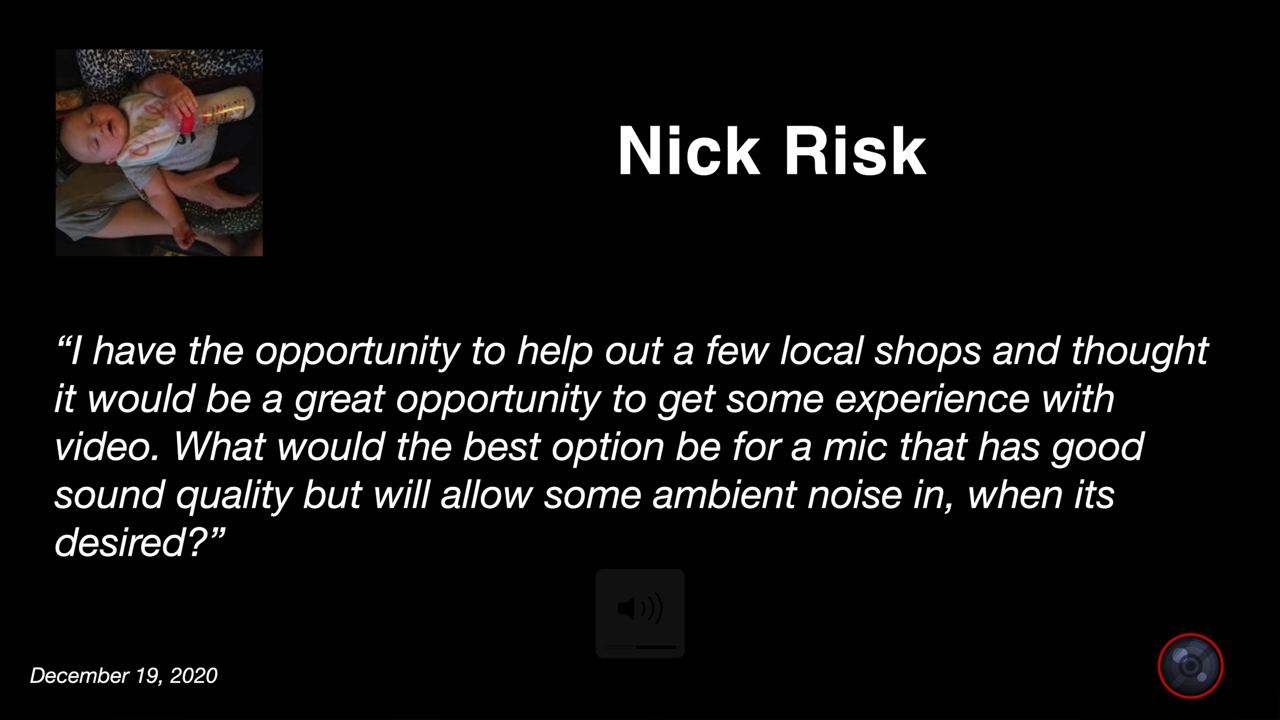 Nick Risk
“I have the opportunity to help out a few local shops and thought
it would be a great opportunity to get some experience with
video. What would the best option be for a mic that has good
sound quality but will allow some ambient noise in, when its
desired?”
December 19, 2020